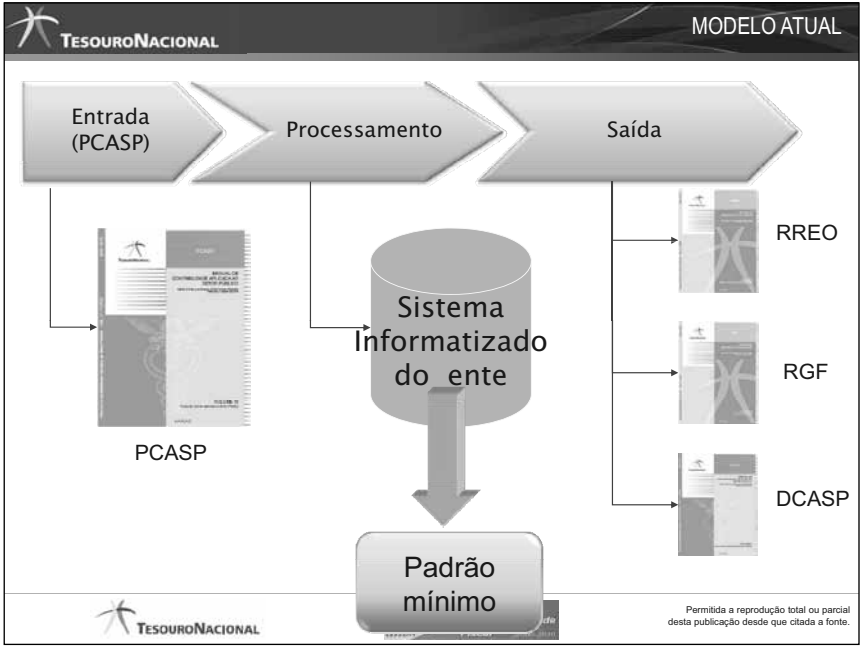 TESOURONACIONAL
MODELO ATUAL
Entrada
(PCASP)
Processamento
Saída
PCASP
Sistema
Informatizado
do ente
Padrão
mínimo
RREO
RGF
DCASP
TESOURONACIONAL
Permitida a reprodução total ou parcial
desta publicação desde que citada a fonte.